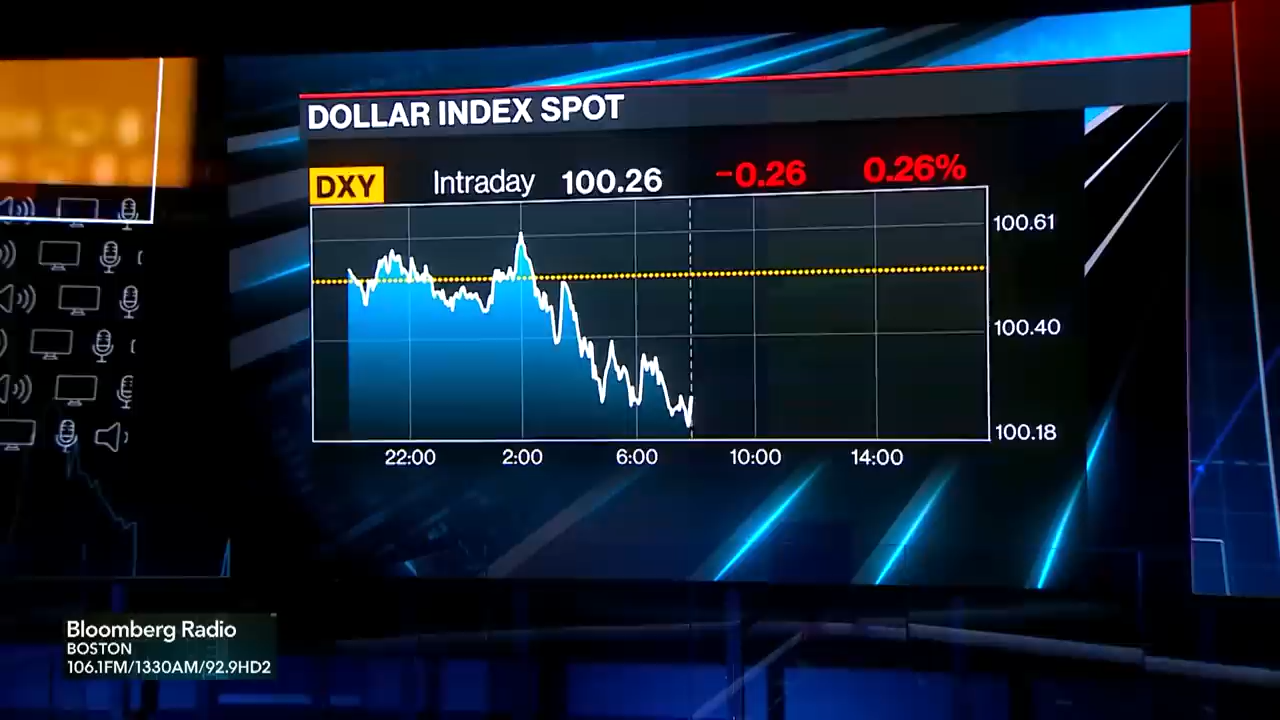 DOLLAR INDEX SPOT
DXY Intraday 100.26 -0.26 0.26%
100.61
100.40
100.18
22:00 2:00 6:00 10:00 14:00
Bloomberg Radio
BOSTON
106.1FM/1330AM/92.9HD2